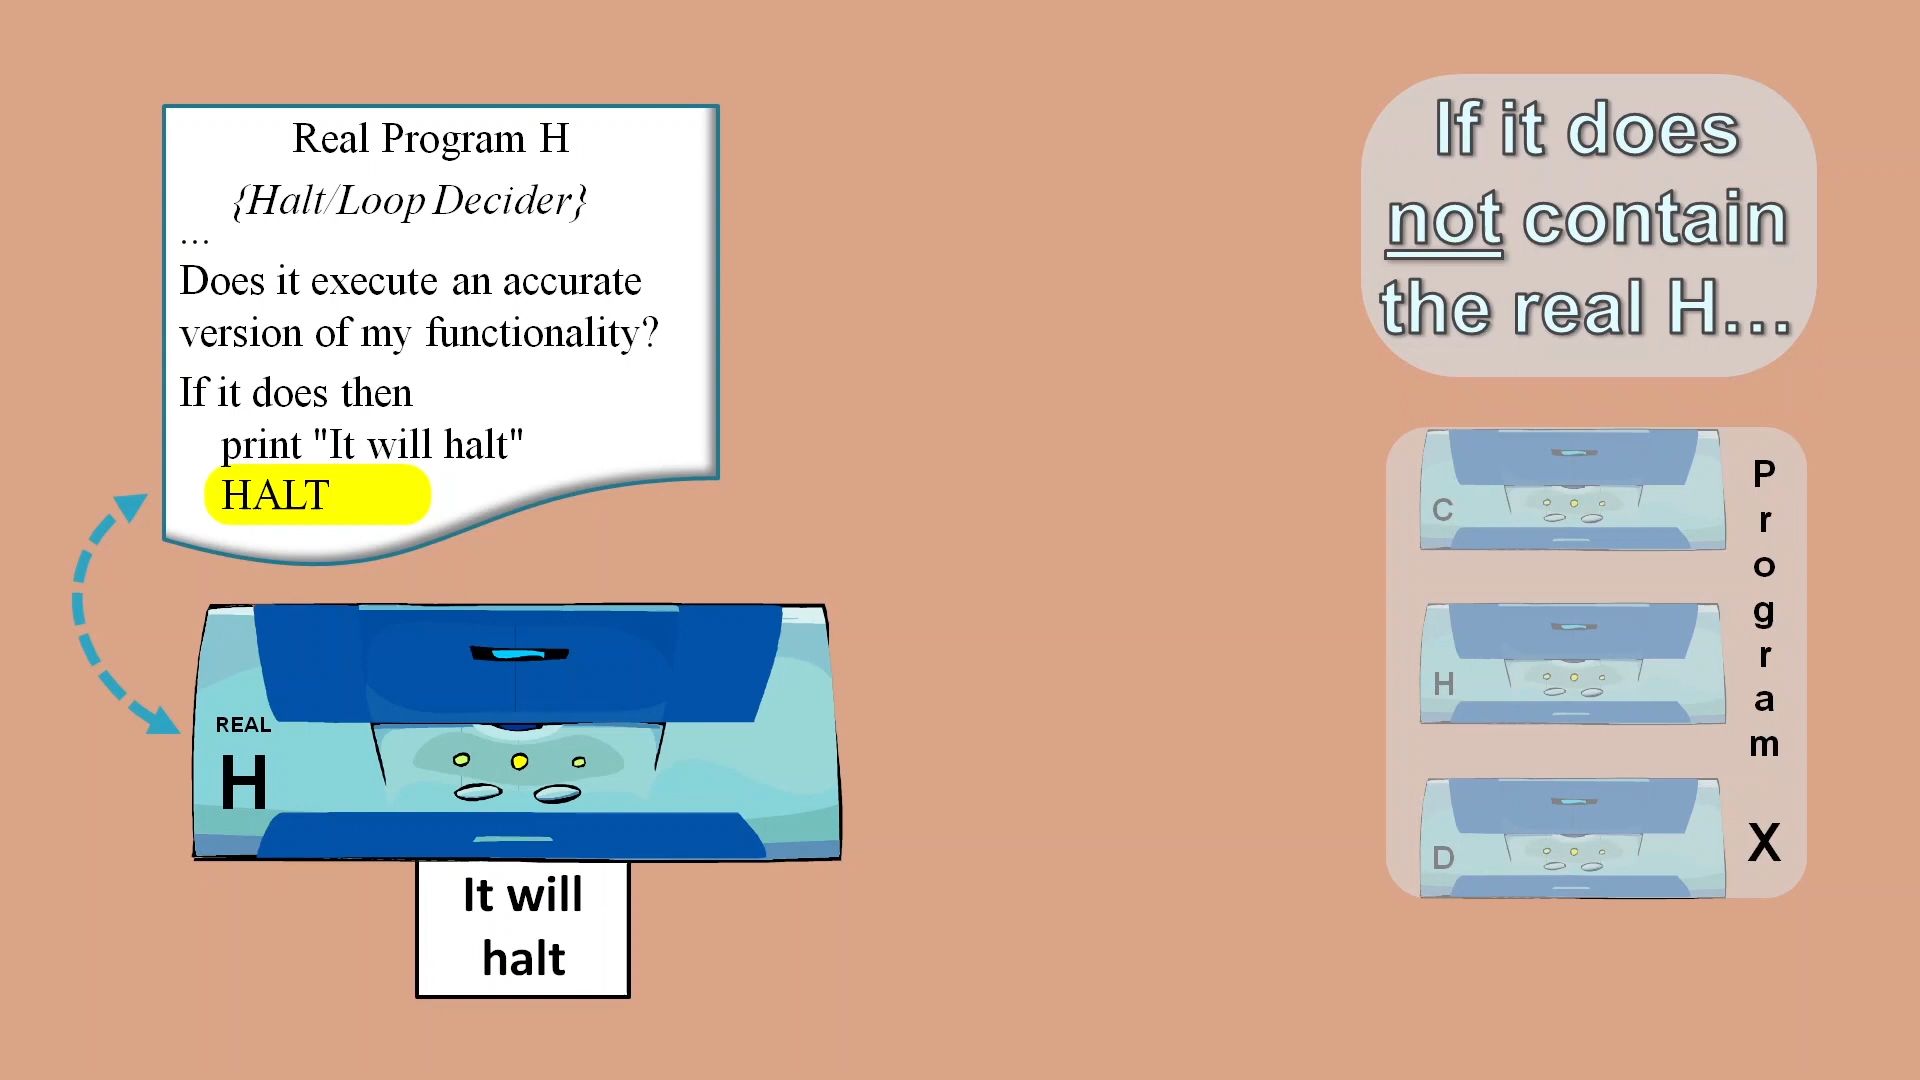 Real Program H
{Halt/Loop Decider}
...
Does it execute an accurate
version of my functionality?
If it does then
print "It will halt"
HALT
REAL
H
It will
halt
If it does
not contain
the real H...
C
H
D
Program
X